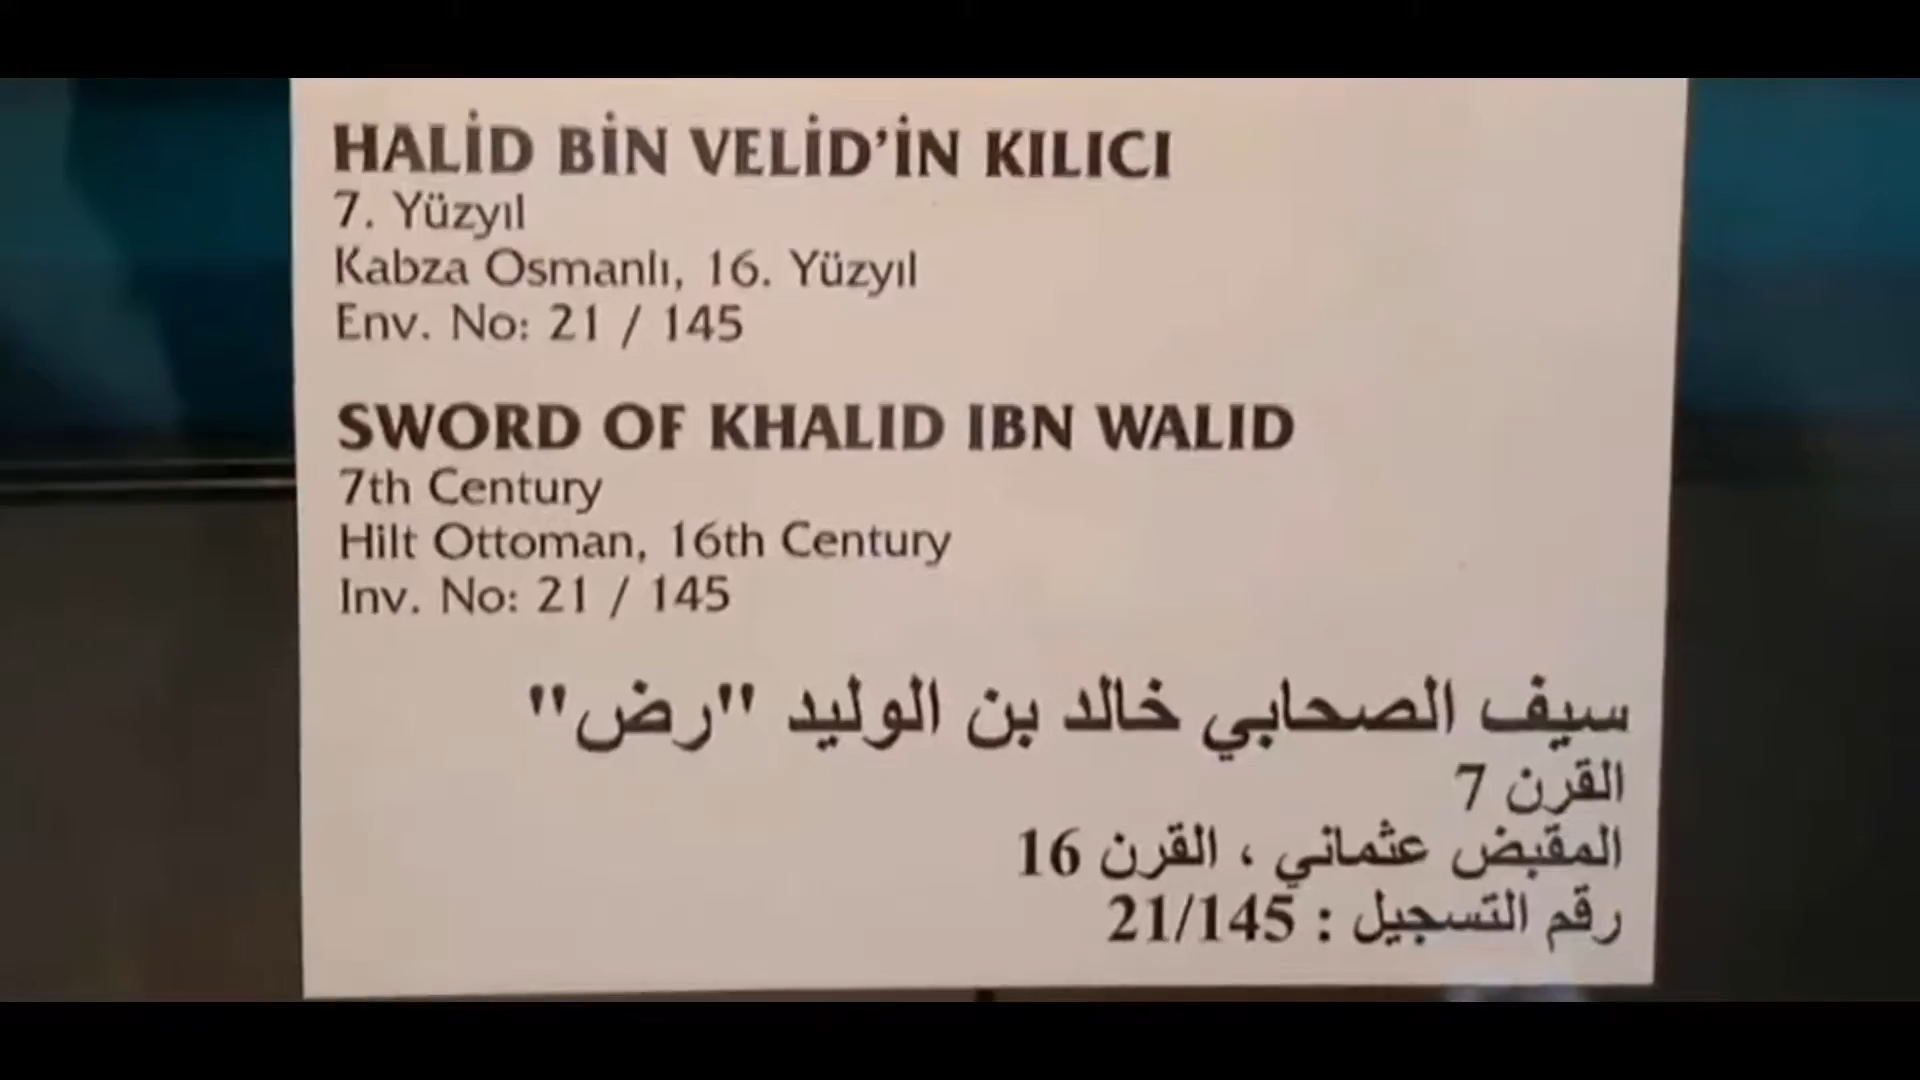 HALİD BİN VELİD’İN KILICI
7. Yüzyıl
Kabza Osmanlı, 16. Yüzyıl
Env. No: 21 / 145
SWORD OF KHALID IBN WALID
7th Century
Hilt Ottoman, 16th Century
Inv. No: 21 / 145
سيف الصحابي خالد بن الوليد "رض"
القرن 7
المقبض عثماني ، القرن 16
رقم التسجيل : 21/145